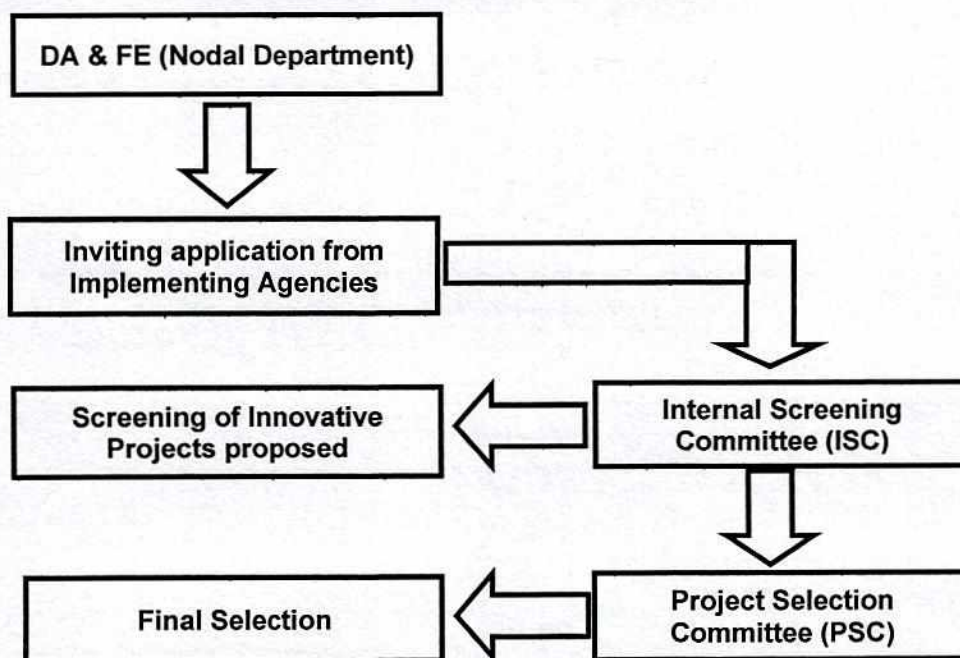 DA & FE (Nodal Department)
Inviting application from
Implementing Agencies
Screening of Innovative
Projects proposed
Internal Screening
Committee (ISC)
Final Selection
Project Selection
Committee (PSC)